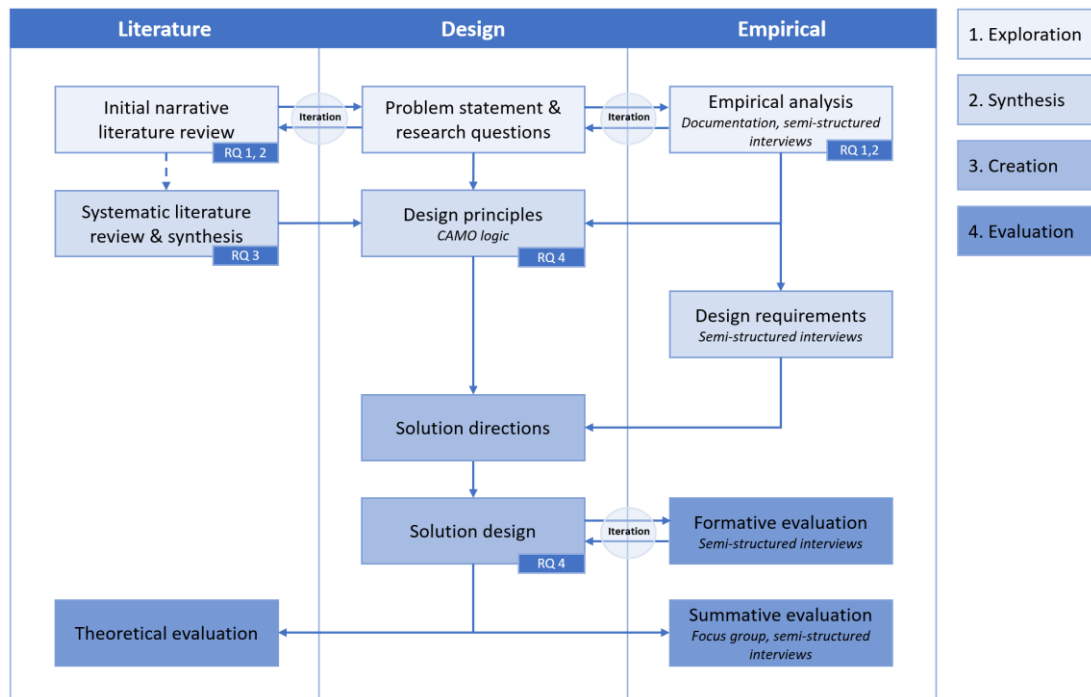 Literature
Design
Empirical
1. Exploration
2. Synthesis
3. Creation
4. Evaluation
Initial narrative
literature review
RQ 1, 2
Iteration
Problem statement &
research questions
Iteration
Empirical analysis
Documentation, semi-structured
interviews
RQ 1,2
Systematic literature
review & synthesis
RQ 3
Design principles
CAMO logic
RQ 4
Design requirements
Semi-structured interviews
Solution directions
Solution design
RQ 4
Iteration
Formative evaluation
Semi-structured interviews
Theoretical evaluation
Summative evaluation
Focus group, semi-structured
interviews